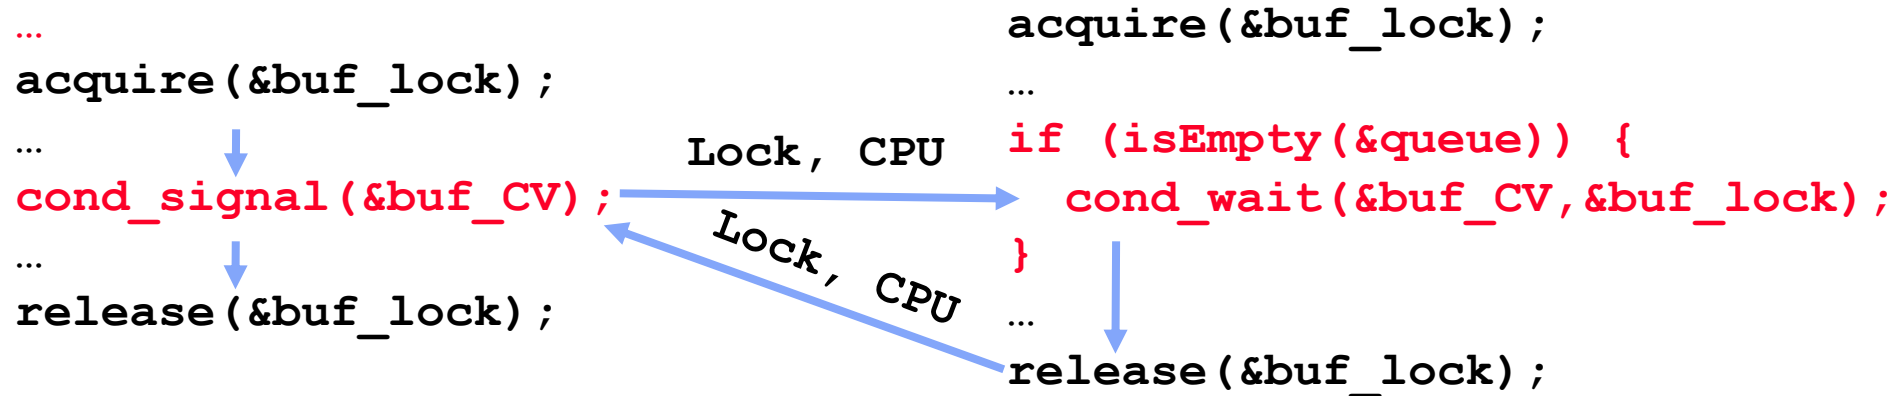 …
acquire(&buf_lock);
…
cond_signal(&buf_CV);
…
release(&buf_lock);
Lock, CPU
Lock, CPU
acquire(&buf_lock);
…
if (isEmpty(&queue)) {
cond_wait(&buf_CV,&buf_lock);
}
…
release(&buf_lock);